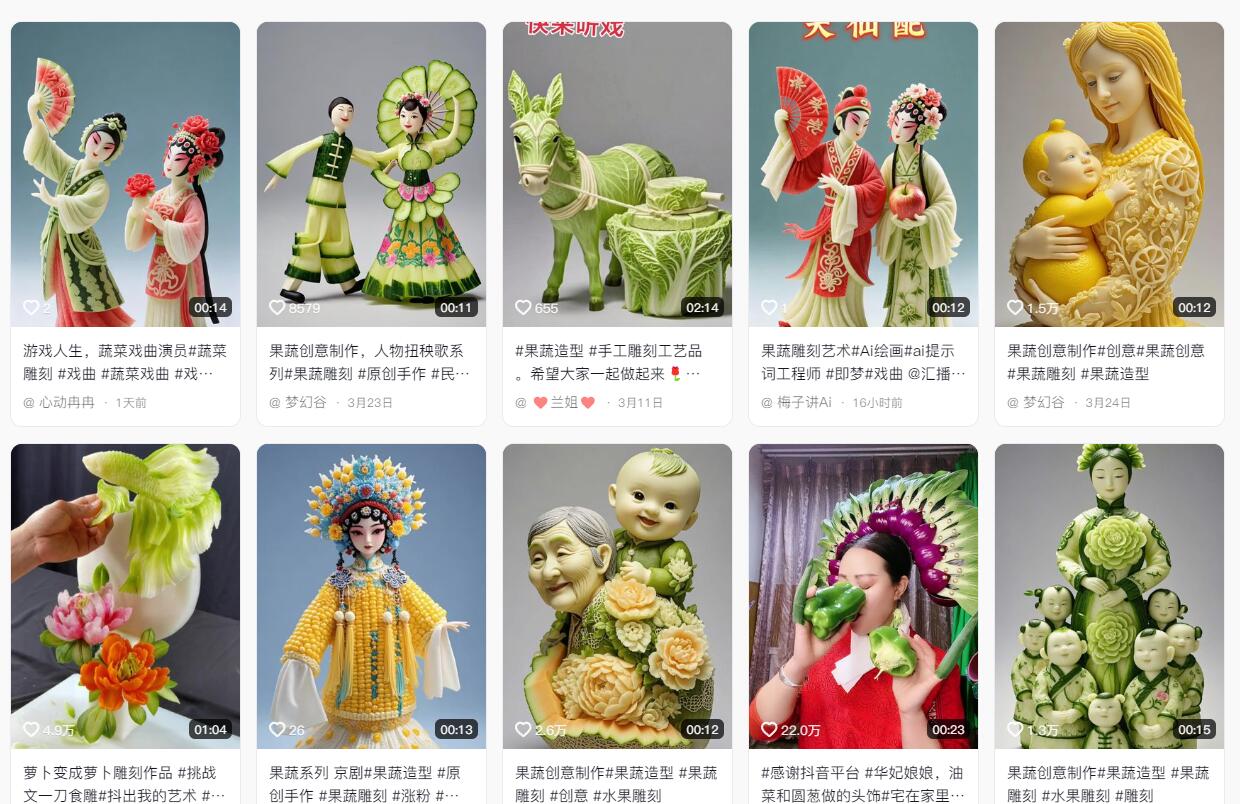 快来听戏
天仙配
2
00:14
8579
00:11
655
02:14
1
00:12
1.5万
00:12
游戏人生，蔬菜戏曲演员#蔬菜
雕刻 #戏曲 #蔬菜戏曲 #戏…
@ 心动冉冉 · 1天前
果蔬创意制作，人物扭秧歌系
列#果蔬雕刻 #原创手作 #民…
@ 梦幻谷 · 3月23日
#果蔬造型 #手工雕刻工艺品
。希望大家一起做起来🌹…
@ ❤️兰姐❤️ · 3月11日
果蔬雕刻艺术#Ai绘画#ai提示
词工程师 #即梦#戏曲 @汇播…
@ 梅子讲Ai · 16小时前
果蔬创意制作#创意#果蔬创意
#果蔬雕刻 #果蔬造型
@ 梦幻谷 · 3月24日
4.9万
01:04
26
00:13
2.6万
00:12
22.0万
00:23
1.3万
00:15
萝卜变成萝卜雕刻作品 #挑战
文一刀食雕#抖出我的艺术 #…
果蔬系列 京剧#果蔬造型 #原
创手作 #果蔬雕刻 #涨粉 #…
果蔬创意制作#果蔬造型 #果蔬
雕刻 #创意 #水果雕刻
#感谢抖音平台 #华妃娘娘，油
菜和圆葱做的头饰#宅在家里…
果蔬创意制作#果蔬造型 #果蔬
雕刻 #水果雕刻 #雕刻